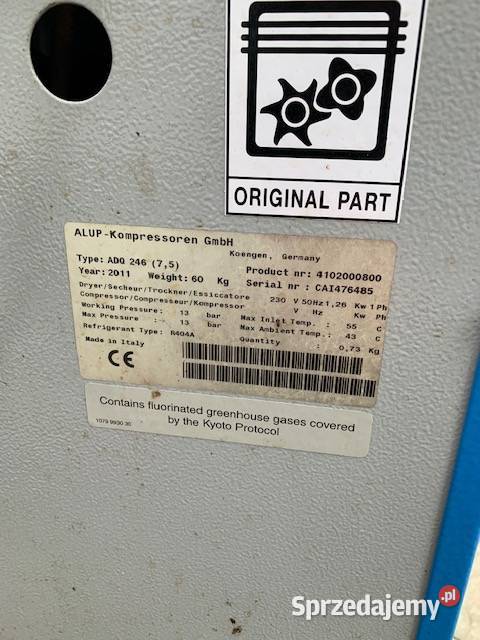 ORIGINAL PART
ALUP-Kompressoren GmbH
Koengen, Germany
Type: ADQ 246 (7,5) Product nr: 4102000800
Year: 2011 Weight: 60 Kg Serial nr : CAI476485
Dryer/Secheur/Trockner/Essiccatore 230 V 50Hz 1,26 Kw 1Ph
Compressor/Compresseur/Kompressor V Hz Kw Ph
Working Pressure : 13 bar Max Inlet Temp. : 55 C
Max Pressure : 13 bar Max Ambient Temp. : 43 C
Refrigerant Type: R404A Quantity : 0,73 Kg
Made in Italy
CE
Contains fluorinated greenhouse gases covered
by the Kyoto Protocol
1079 9930 36
Sprzedajemy.pl